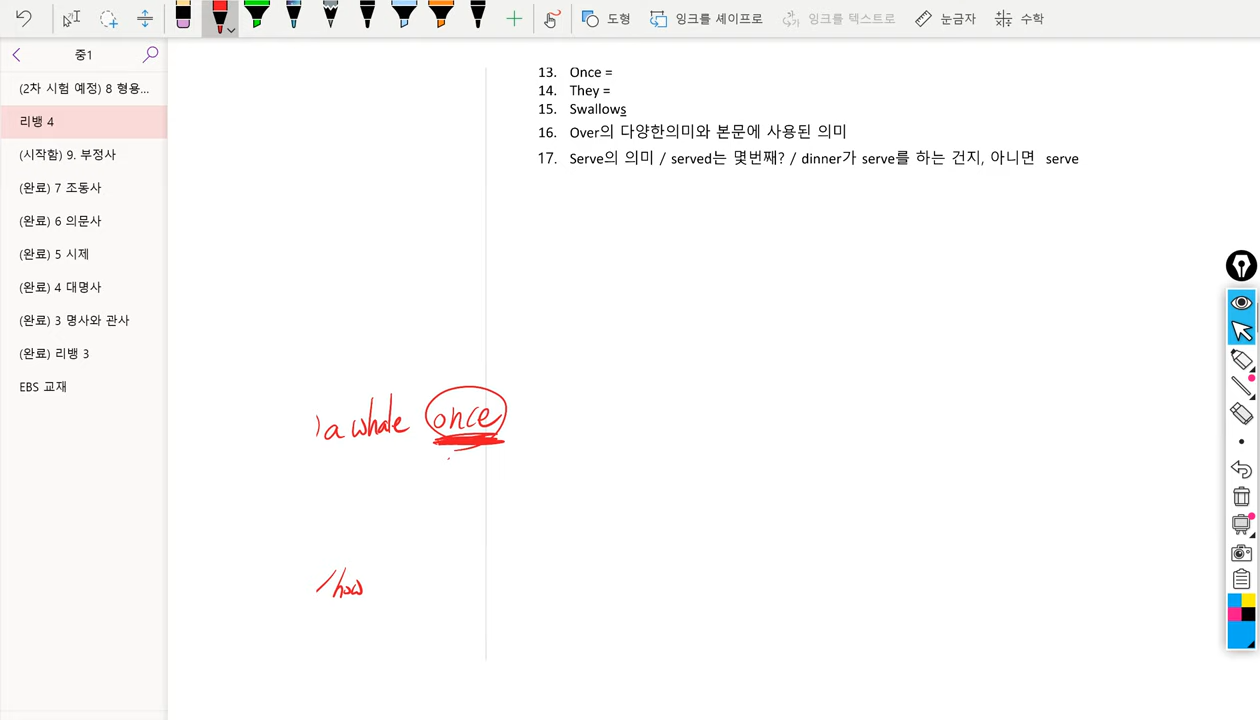 도형
잉크를 셰이프로
잉크를 텍스트로
눈금자
수학
중1
(2차 시험 예정) 8 형용...
리뱅 4
(시작함) 9. 부정사
(완료) 7 조동사
(완료) 6 의문사
(완료) 5 시제
(완료) 4 대명사
(완료) 3 명사와 관사
(완료) 리뱅 3
EBS 교재
13. Once =
14. They =
15. Swallows
16. Over의 다양한의미와 본문에 사용된 의미
17. Serve의 의미 / served는 몇번째? / dinner가 serve를 하는 건지, 아니면 serve
a whale once
/how